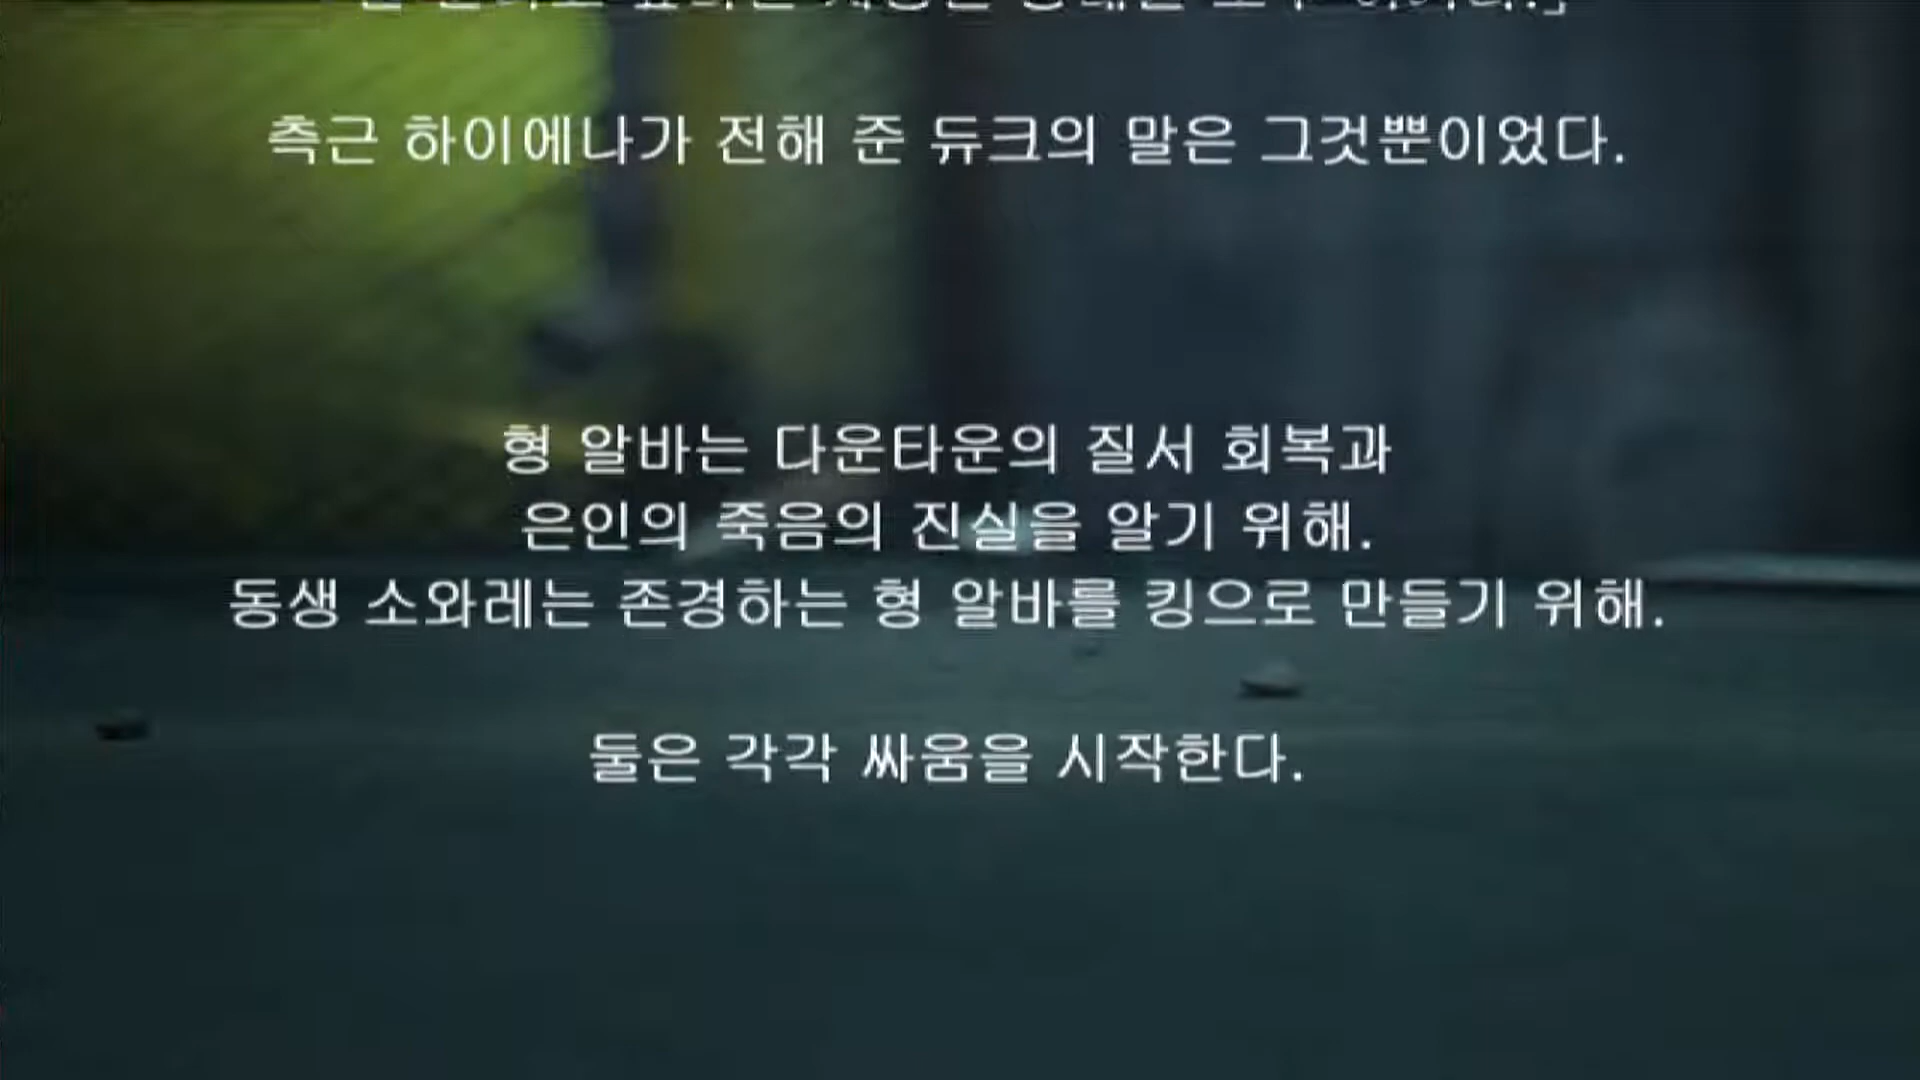 측근 하이에나가 전해 준 듀크의 말은 그것뿐이었다.
형 알바는 다운타운의 질서 회복과
은인의 죽음의 진실을 알기 위해.
동생 소와레는 존경하는 형 알바를 킹으로 만들기 위해.
둘은 각각 싸움을 시작한다.